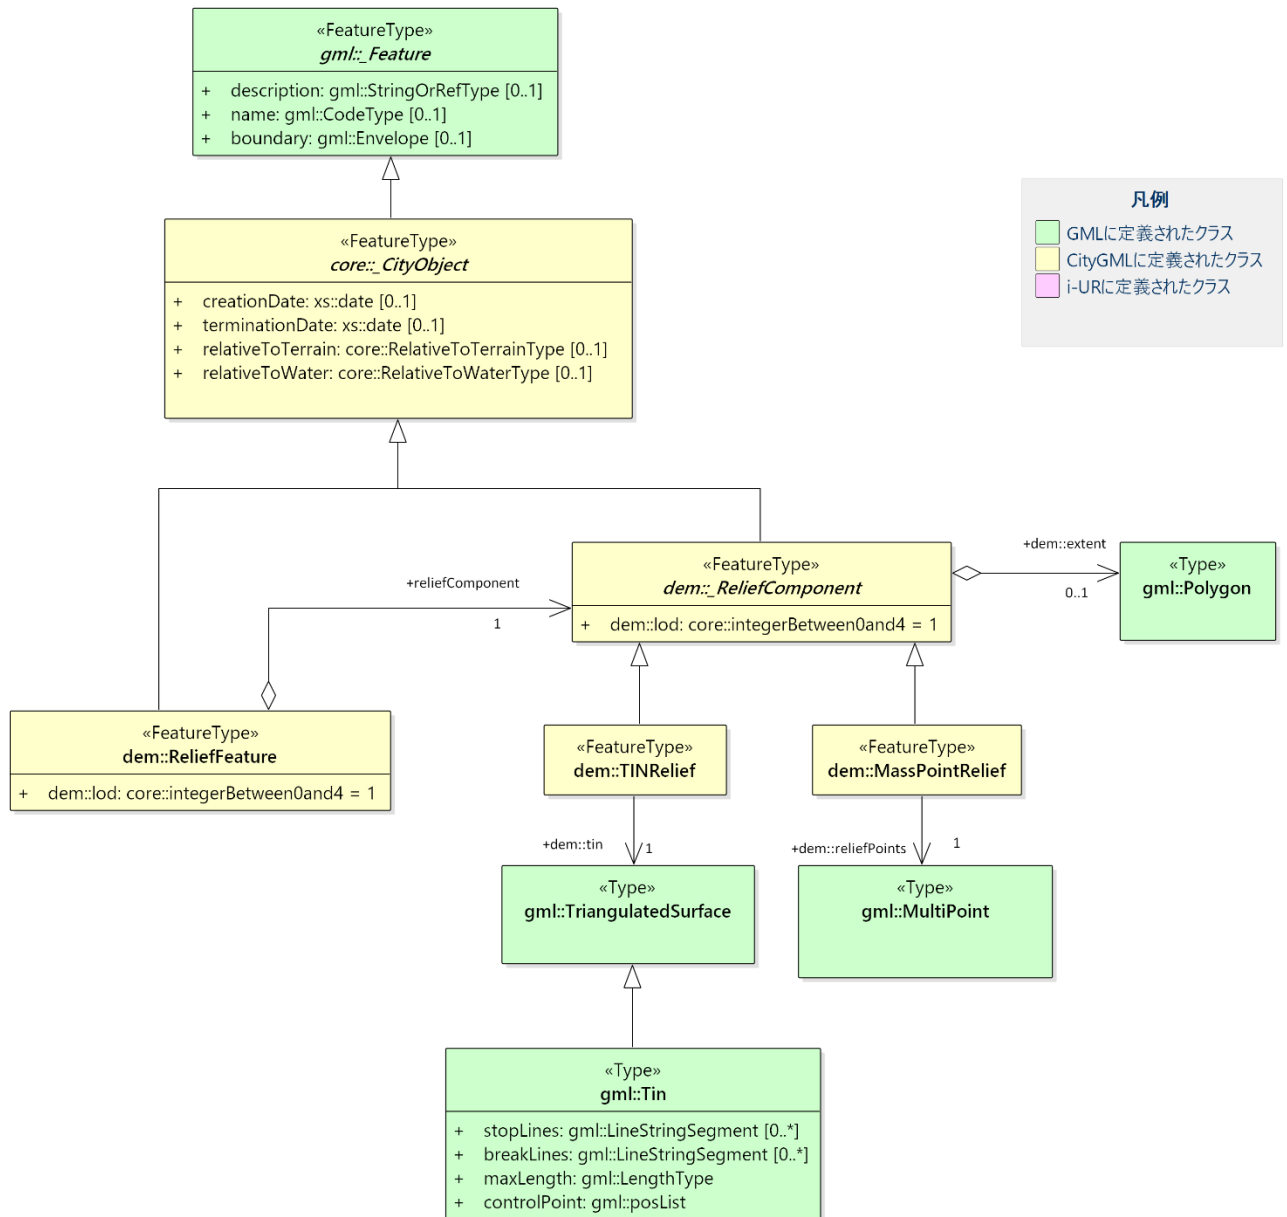 «FeatureType»
gml::_Feature
+ description: gml::StringOrRefType [0..1]
+ name: gml::CodeType [0..1]
+ boundary: gml::Envelope [0..1]
凡例
GMLに定義されたクラス
CityGMLに定義されたクラス
i-URに定義されたクラス
«FeatureType»
core::_CityObject
+ creationDate: xs::date [0..1]
+ terminationDate: xs::date [0..1]
+ relativeToTerrain: core::RelativeToTerrainType [0..1]
+ relativeToWater: core::RelativeToWaterType [0..1]
+reliefComponent
1
«FeatureType»
dem::_ReliefComponent
+ dem::lod: core::integerBetween0and4 = 1
+dem::extent
0..1
«Type»
gml::Polygon
«FeatureType»
dem::ReliefFeature
+ dem::lod: core::integerBetween0and4 = 1
«FeatureType»
dem::TINRelief
«FeatureType»
dem::MassPointRelief
+dem::tin
1
+dem::reliefPoints
1
«Type»
gml::TriangulatedSurface
«Type»
gml::MultiPoint
«Type»
gml::Tin
+ stopLines: gml::LineStringSegment [0..*]
+ breakLines: gml::LineStringSegment [0..*]
+ maxLength: gml::LengthType
+ controlPoint: gml::posList